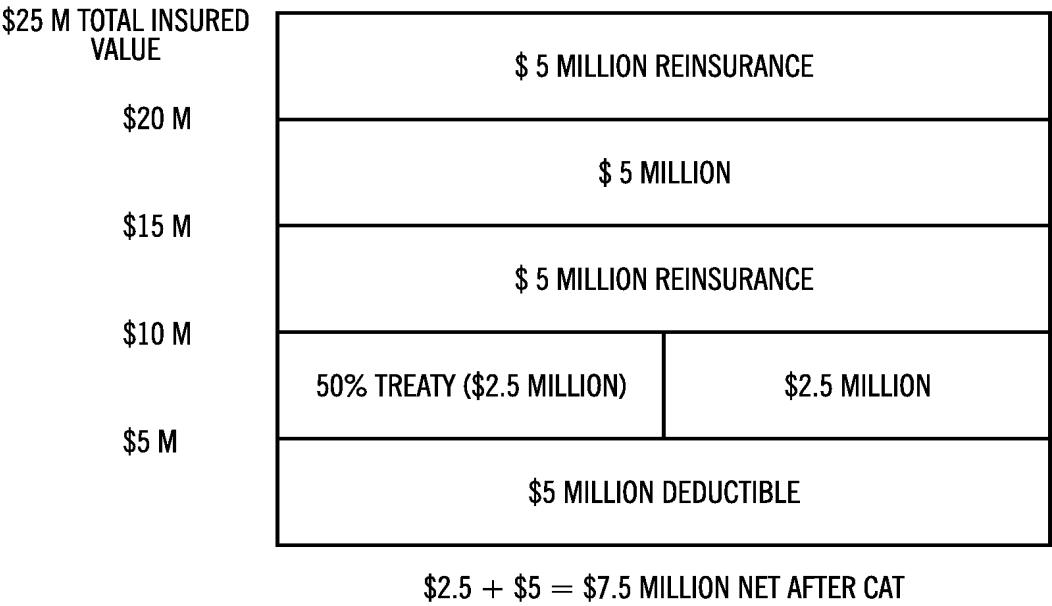 $25 M TOTAL INSURED
VALUE
$ 5 MILLION REINSURANCE
$20 M
$ 5 MILLION
$15 M
$ 5 MILLION REINSURANCE
$10 M
50% TREATY ($2.5 MILLION)
$2.5 MILLION
$5 M
$5 MILLION DEDUCTIBLE
$2.5 + $5 = $7.5 MILLION NET AFTER CAT